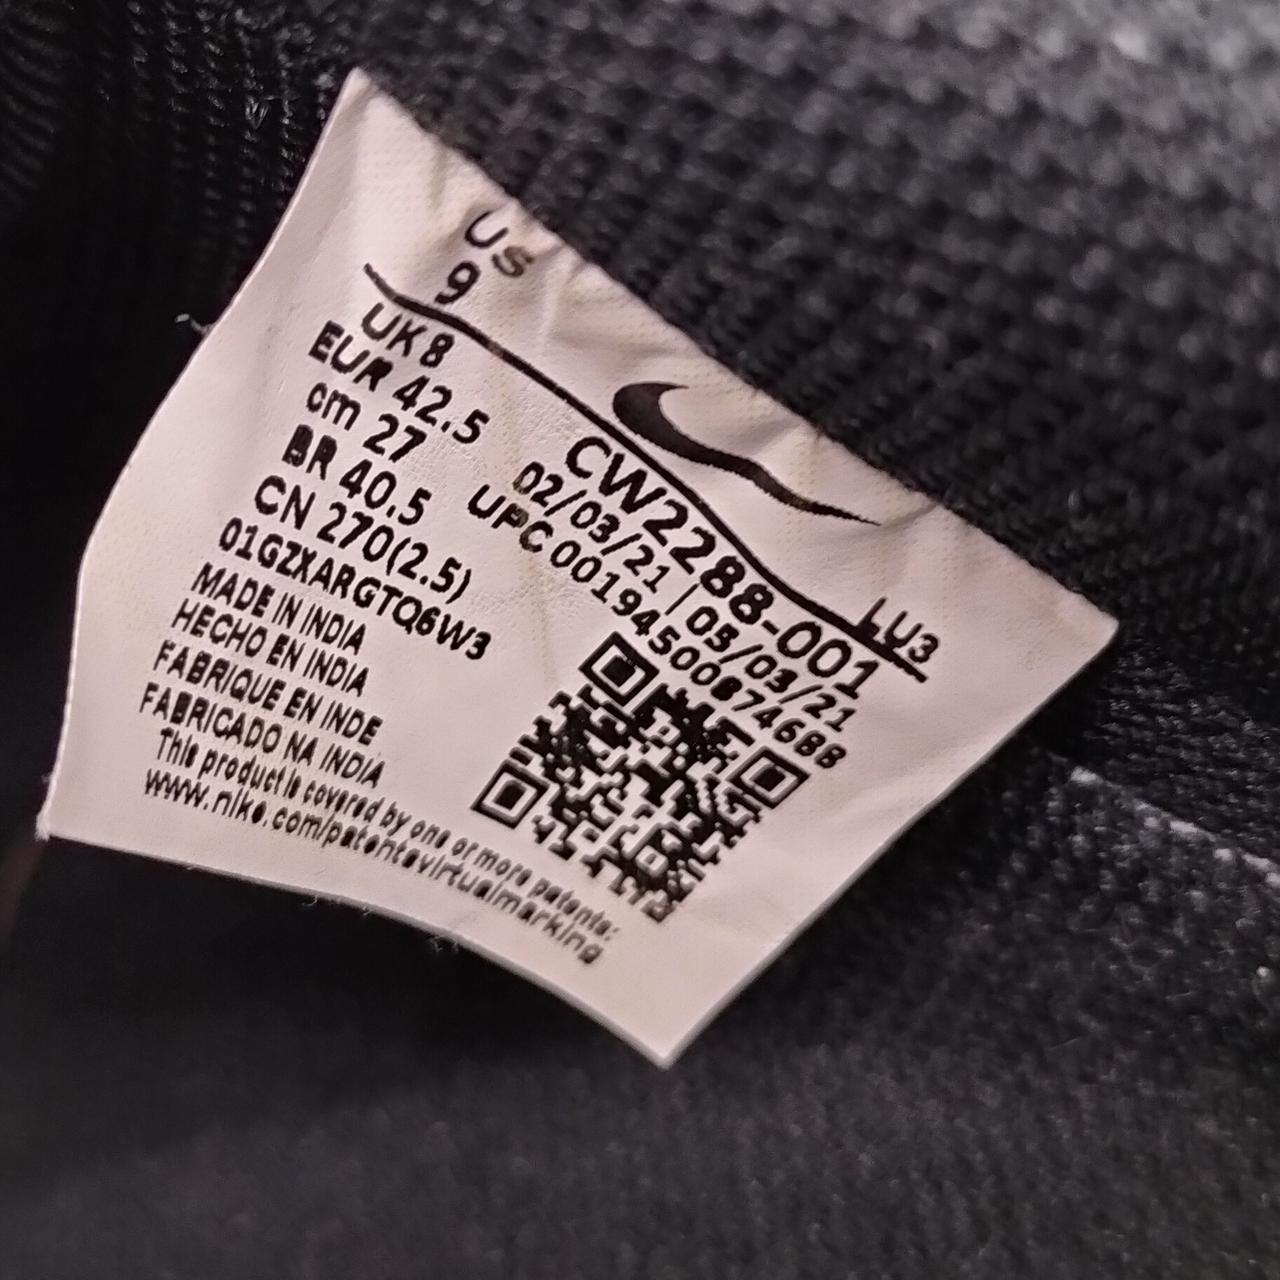 US
9
LU3
UK 8
EUR 42.5
cm 27
BR 40.5
CN 270(2.5)
01GZXARGTQ6W3
CW2288-001
02/03/21 | 05/03/21
UPC 00194500874688
MADE IN INDIA
HECHO EN INDIA
FABRIQUE EN INDE
FABRICADO NA INDIA
This product is covered by one or more patents:
www.nike.com/patentsvirtualmarking